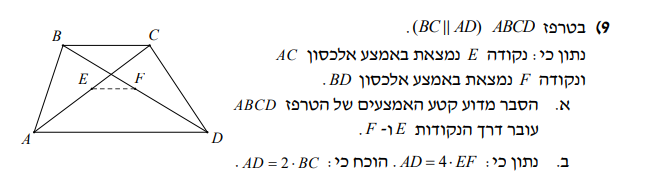 9) בטרפז ABCD (BC || AD).
נתון כי: נקודה E נמצאת באמצע אלכסון AC
ונקודה F נמצאת באמצע אלכסון BD.
א. הסבר מדוע קטע האמצעים של הטרפז ABCD
עובר דרך הנקודות E ו- F.
ב. נתון כי: AD = 4·EF. הוכח כי: AD = 2·BC.
B C
E F
A D